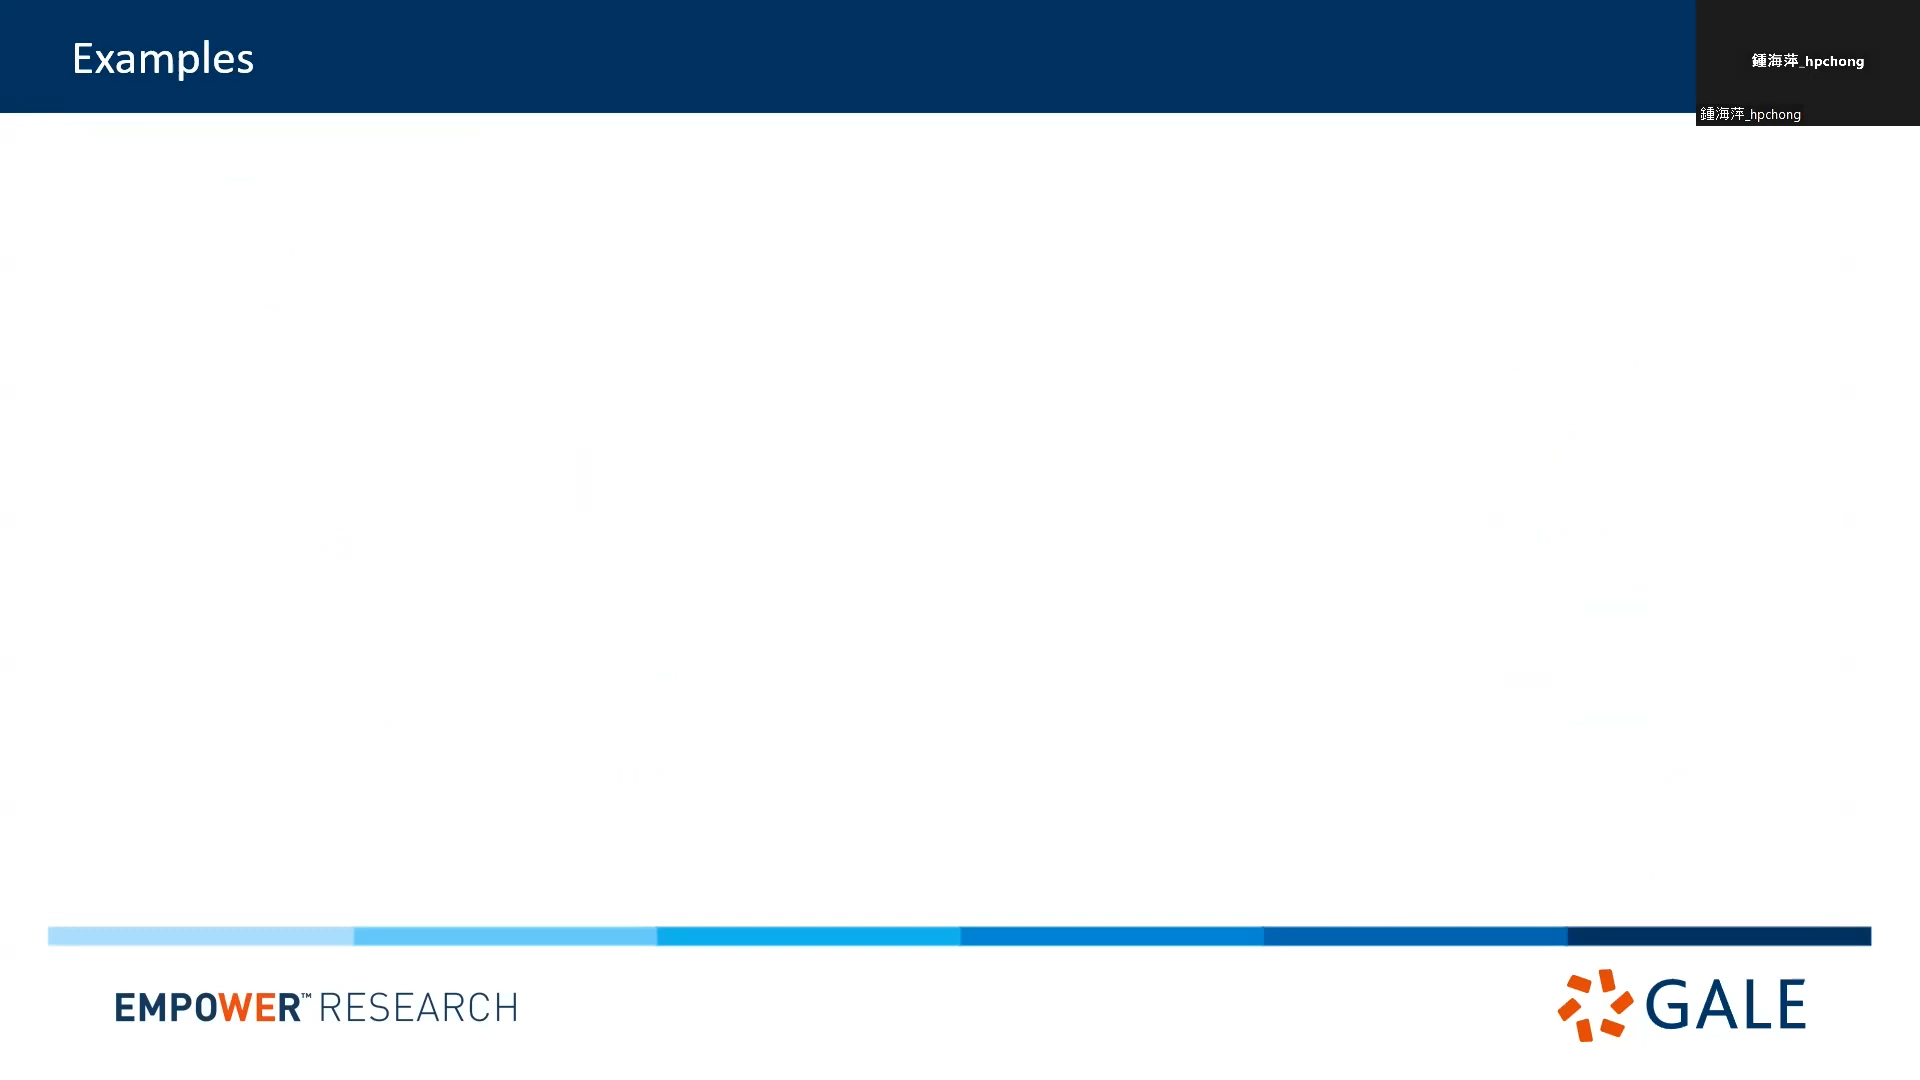 Examples
鍾海萍_hpchong
鍾海萍_hpchong
EMPOWER™ RESEARCH
GALE